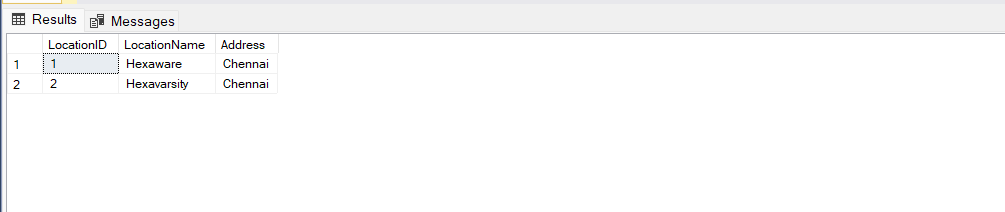 Results Messages
LocationID LocationName Address
1 1 Hexaware Chennai
2 2 Hexavarsity Chennai